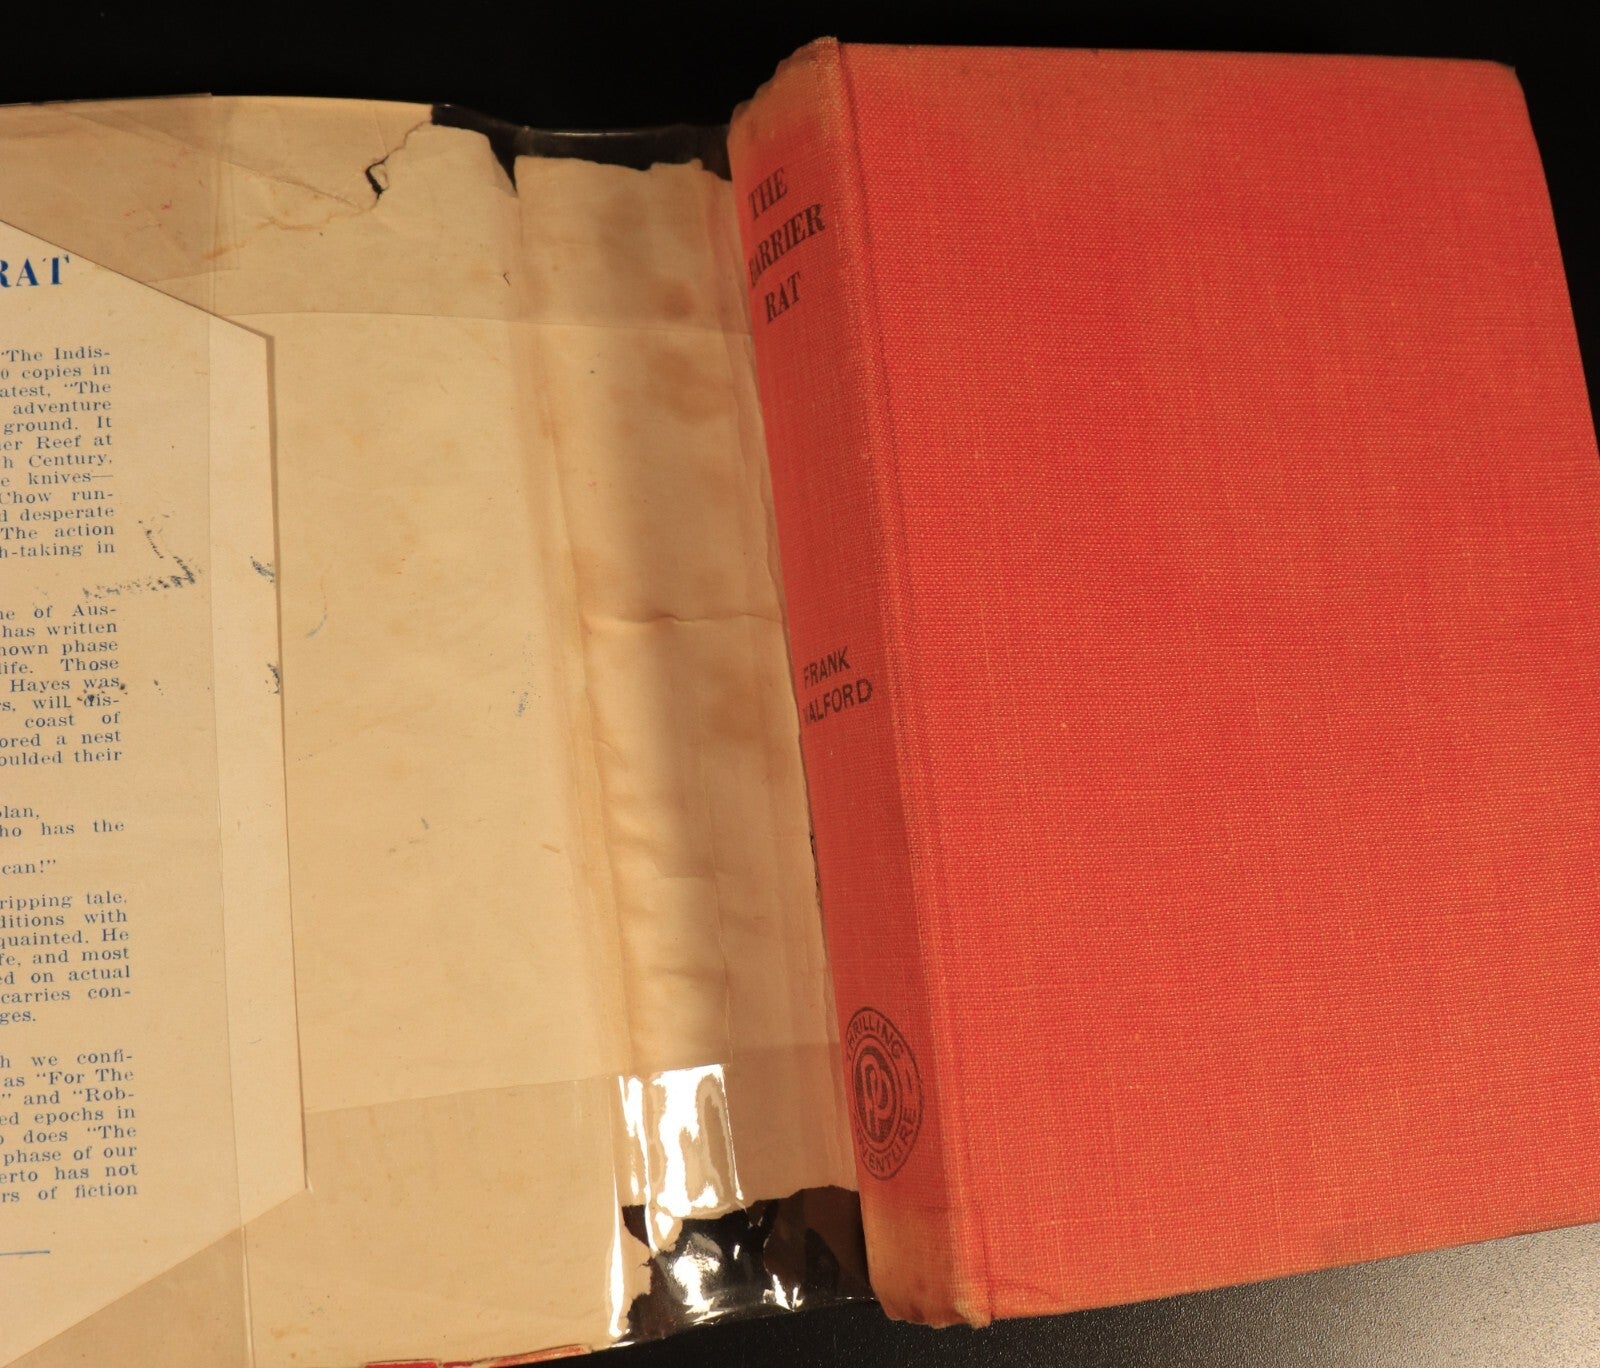 RAT
"The Indis-
0 copies in
atest, "The
adventure
ground. It
er Reef at
h Century.
e knives—
Chow run-
d desperate
The action
h-taking in
ne of Aus-
has written
nown phase
life. Those
Hayes was
rs, will dis-
coast of
ored a nest
oulded their
lan,
ho has the
can!"
ripping tale,
ditions with
quainted. He
fe, and most
ed on actual
carries con-
ges.
h we confi-
as "For The
" and "Rob-
ed epochs in
o does "The
phase of our
erto has not
rs of fiction
THE
BARRIER
RAT
FRANK
WALFORD
THRILLING
ADVENTURE